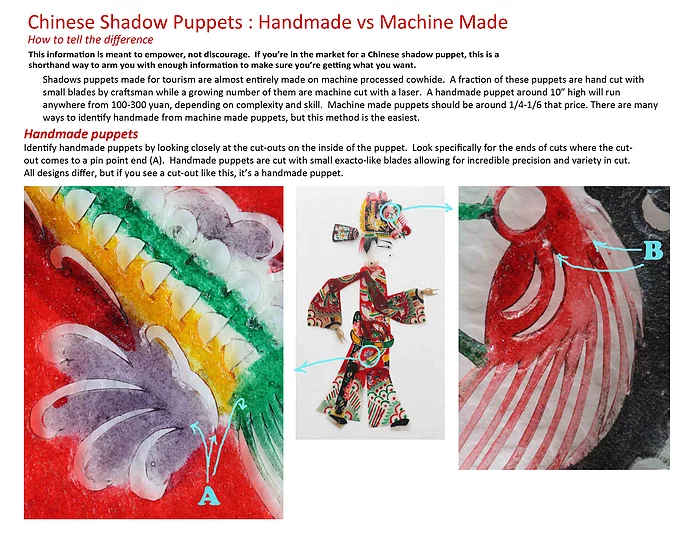 Chinese Shadow Puppets : Handmade vs Machine Made
How to tell the difference
This information is meant to empower, not discourage. If you're in the market for a Chinese shadow puppet, this is a
shorthand way to arm you with enough information to make sure you're getting what you want.
Shadows puppets made for tourism are almost entirely made on machine processed cowhide. A fraction of these puppets are hand cut with
small blades by craftsman while a growing number of them are machine cut with a laser. A handmade puppet around 10" high will run
anywhere from 100-300 yuan, depending on complexity and skill. Machine made puppets should be around 1/4-1/6 that price. There are many
ways to identify handmade from machine made puppets, but this method is the easiest.
Handmade puppets
Identify handmade puppets by looking closely at the cut-outs on the inside of the puppet. Look specifically for the ends of cuts where the cut-
out comes to a pin point end (A). Handmade puppets are cut with small exacto-like blades allowing for incredible precision and variety in cut.
All designs differ, but if you see a cut-out like this, it's a handmade puppet.
B
A